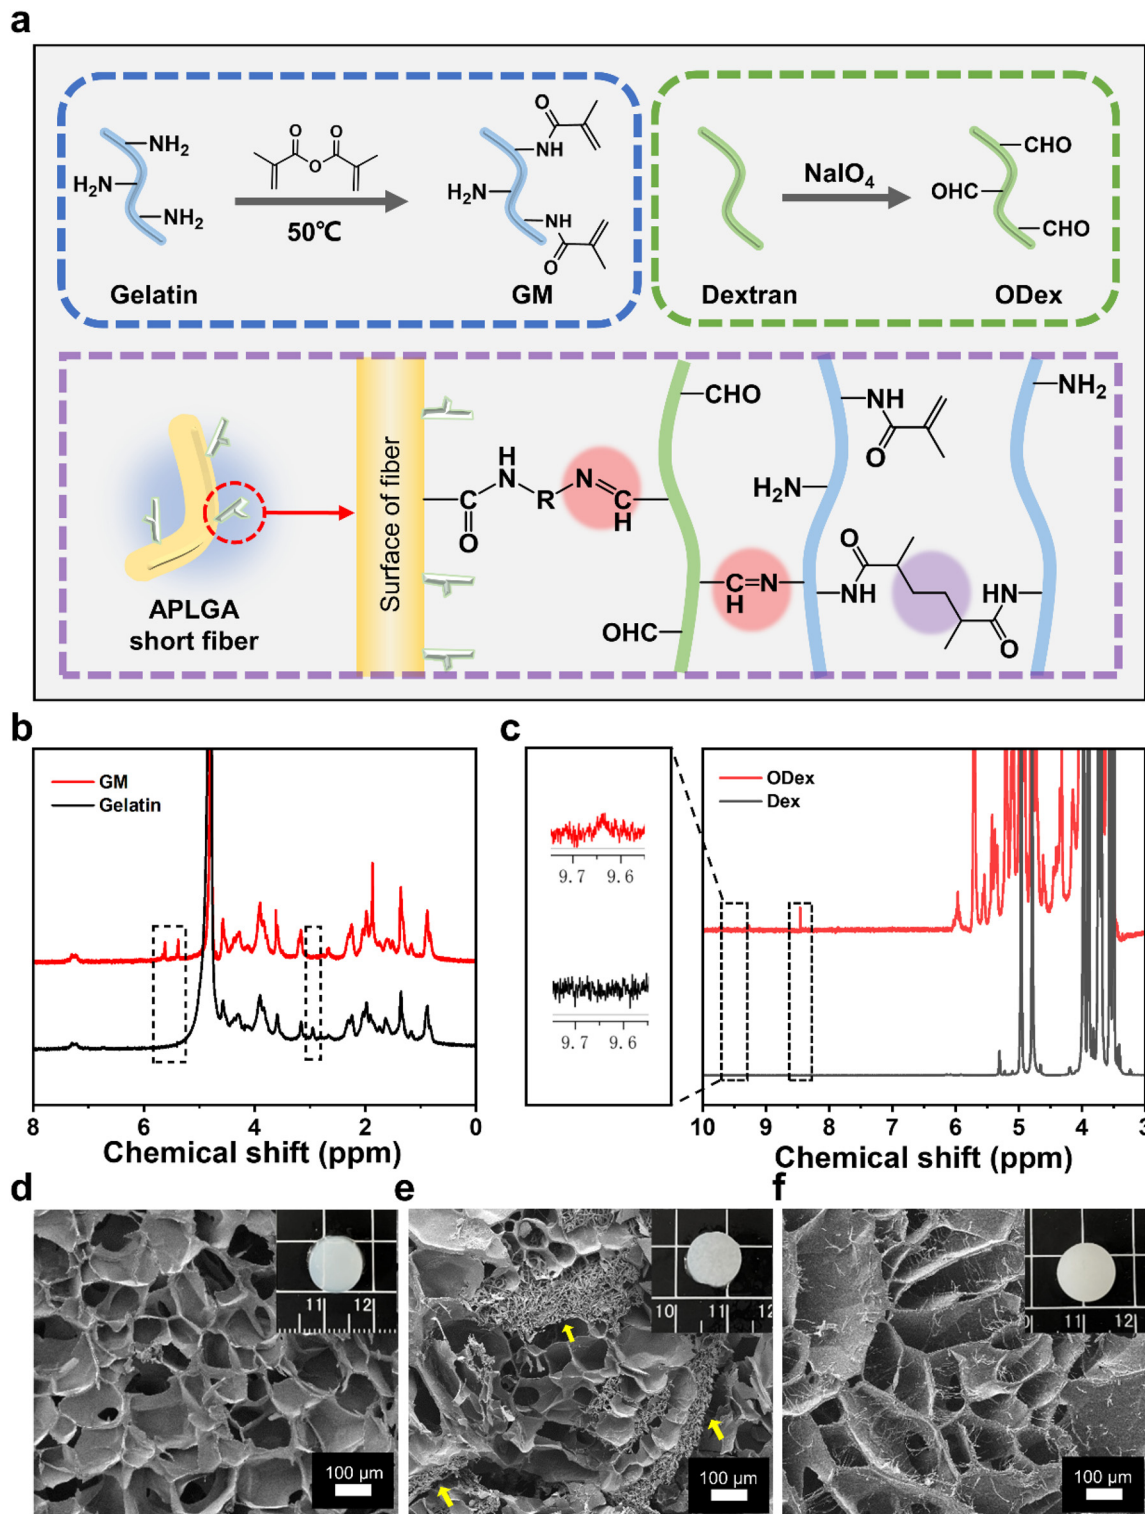 a
NH₂
H₂N
NH₂
O
O
O
50℃
Gelatin
O
NH
H₂N
NH
O
GM
NaIO₄
Dextran
CHO
OHC
CHO
ODex
APLGA
short fiber
Surface of fiber
C
O
H
N
R
N
C
H
CHO
C
H
N
OHC
NH
O
H₂N
O
NH
HN
O
NH₂
b
GM
Gelatin
8
6
4
2
0
Chemical shift (ppm)
c
9.7
9.6
9.7
9.6
ODex
Dex
10
9
8
7
6
5
4
3
Chemical shift (ppm)
d
11
12
100 μm
e
10
11
12
100 μm
f
11
12
100 μm